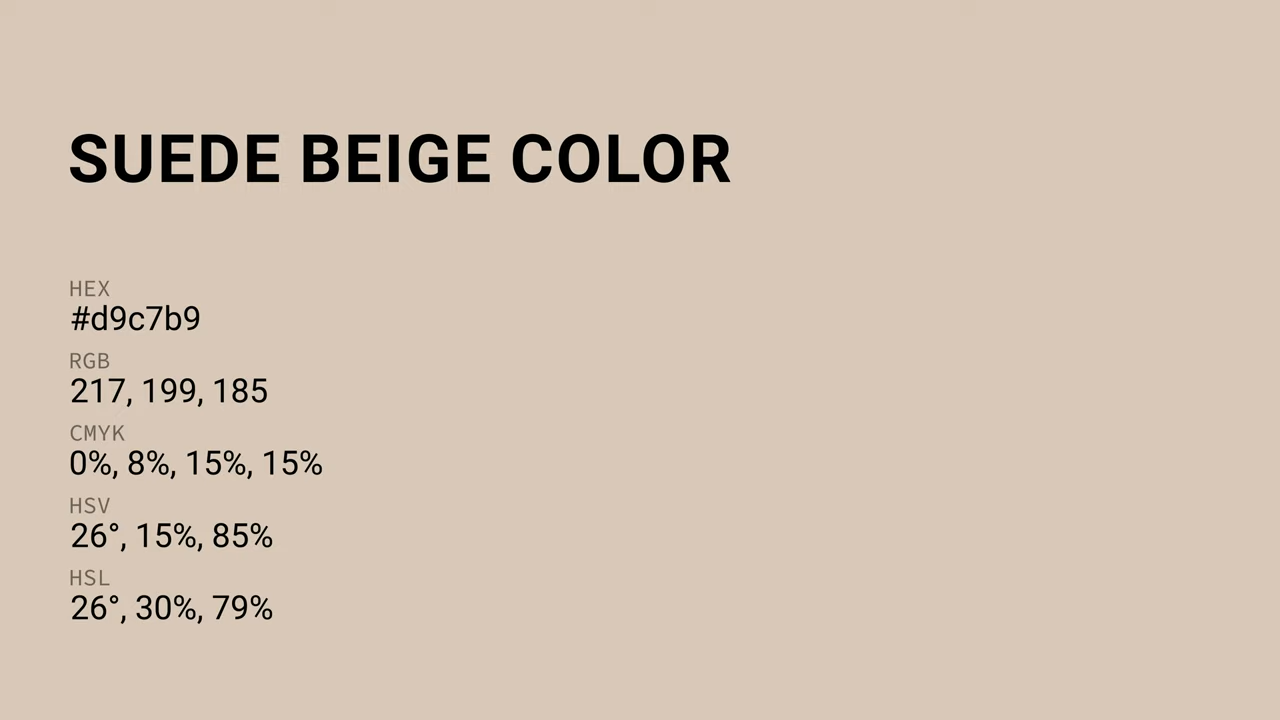 SUEDE BEIGE COLOR
HEX
#d9c7b9
RGB
217, 199, 185
CMYK
0%, 8%, 15%, 15%
HSV
26°, 15%, 85%
HSL
26°, 30%, 79%